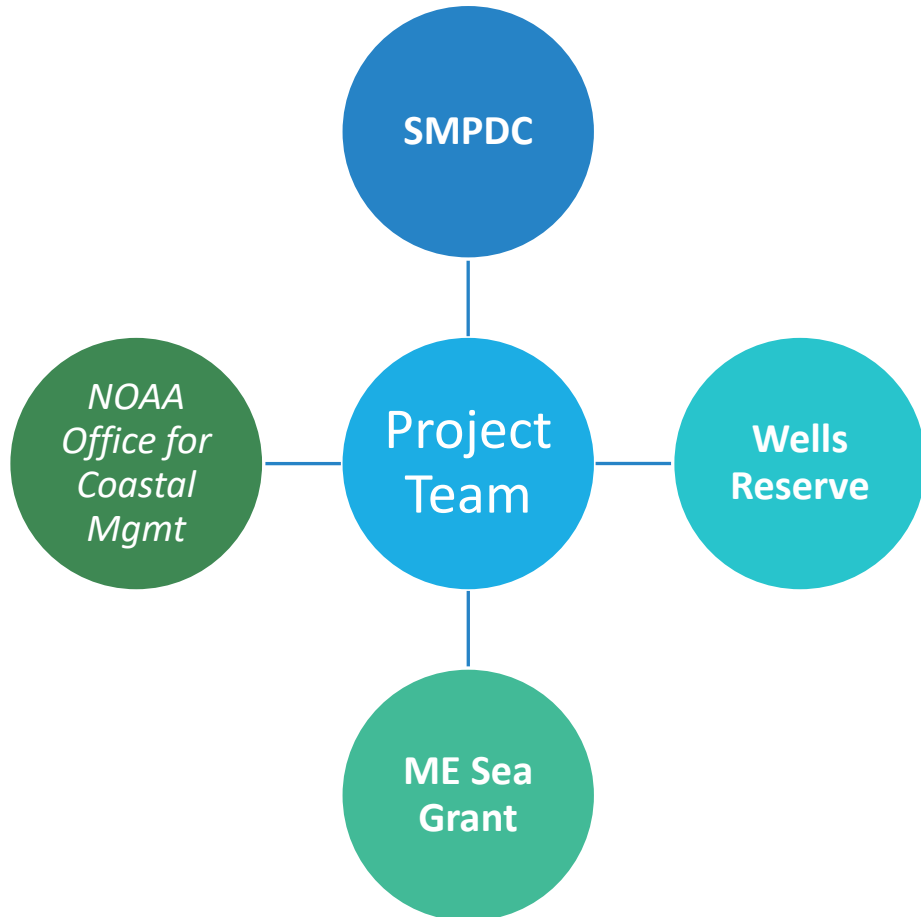 SMPDC
NOAA
Office for
Coastal
Mgmt
Project
Team
Wells
Reserve
ME Sea
Grant